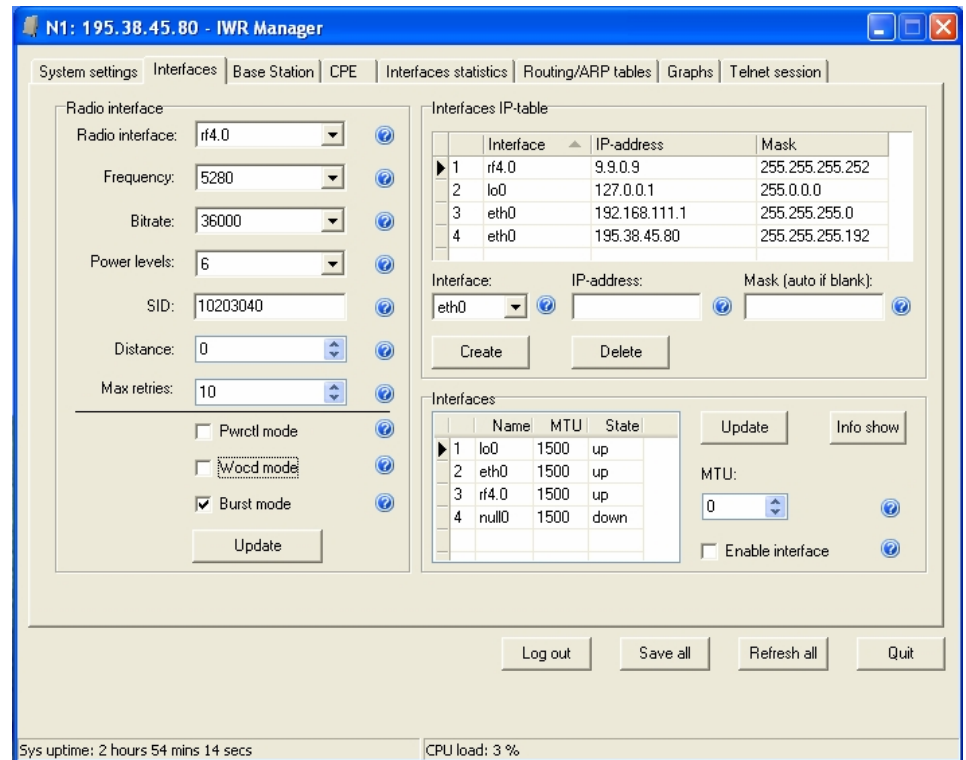 N1: 195.38.45.80 - IWR Manager
System settings Interfaces Base Station CPE Interfaces statistics Routing/ARP tables Graphs Telnet session
Radio interface
Radio interface: rf4.0
Frequency: 5280
Bitrate: 36000
Power levels: 6
SID: 10203040
Distance: 0
Max retries: 10
Pwrctl mode
Wocd mode
Burst mode
Update
Interfaces IP-table
Interface IP-address Mask
1 rf4.0 9.9.0.9 255.255.255.252
2 lo0 127.0.0.1 255.0.0.0
3 eth0 192.168.111.1 255.255.255.0
4 eth0 195.38.45.80 255.255.255.192
Interface: IP-address: Mask (auto if blank):
eth0
Create Delete
Interfaces
Name MTU State
1 lo0 1500 up
2 eth0 1500 up
3 rf4.0 1500 up
4 null0 1500 down
Update Info show
MTU:
0
Enable interface
Log out Save all Refresh all Quit
Sys uptime: 2 hours 54 mins 14 secs CPU load: 3 %